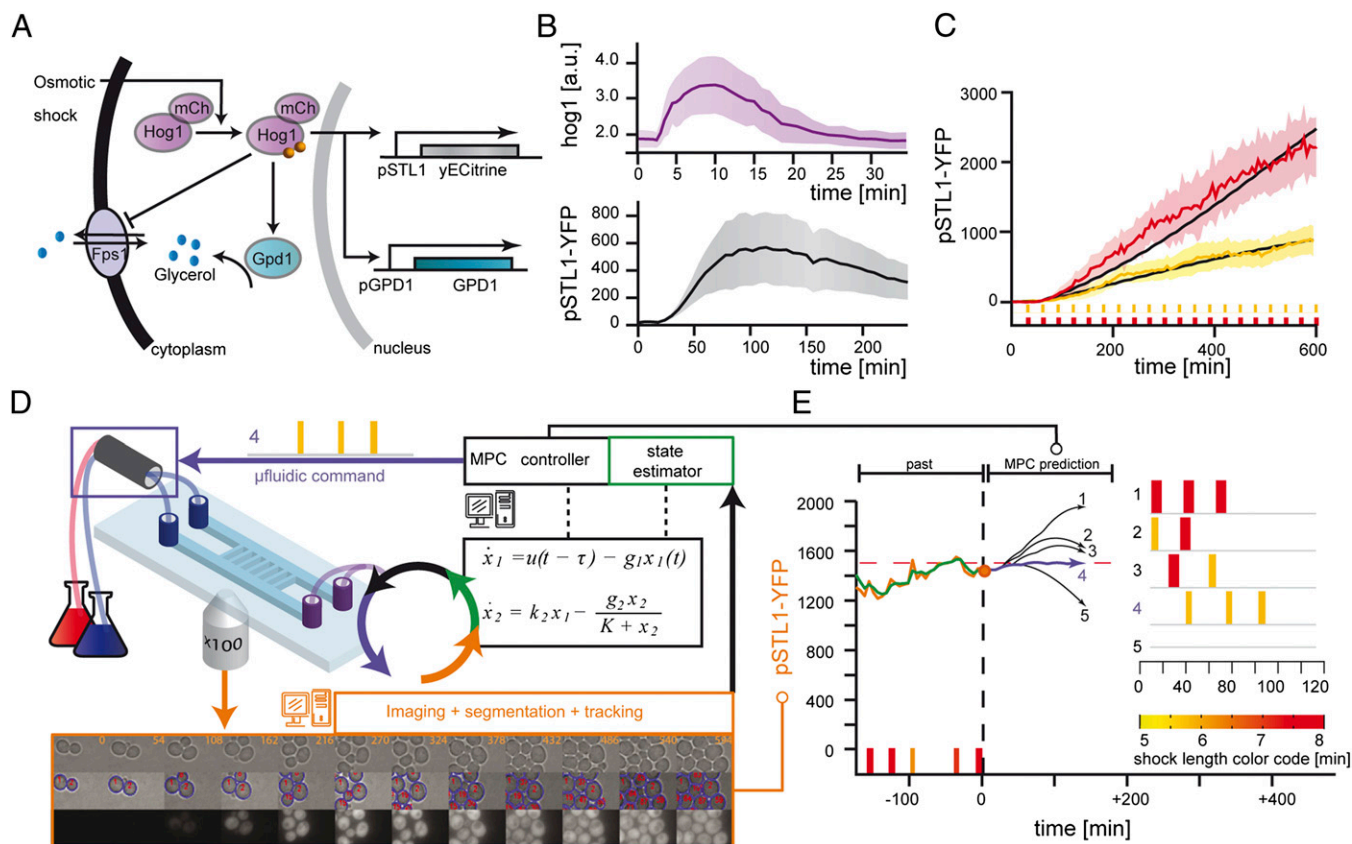 A
Osmotic
shock
mCh
Hog1
mCh
Hog1
pSTL1
yECitrine
Fps1
Glycerol
Gpd1
pGPD1
GPD1
cytoplasm
nucleus
B
hog1 [a.u.]
4.0
3.0
2.0
0 5 10 15 20 25 30
time [min]
pSTL1-YFP
800
600
400
200
0
0 50 100 150 200
time [min]
C
pSTL1-YFP
3000
2000
1000
0
0 200 400 600
time [min]
D
4
µfluidic command
MPC controller
state
estimator
ẋ₁ = u(t − τ) − g₁x₁(t)
ẋ₂ = k₂x₁ − g₂x₂ / K + x₂
x100
Imaging + segmentation + tracking
0 54 108 162 216 270 324 378 432 486 540
E
past
MPC prediction
pSTL1-YFP
2000
1800
1600
1400
1200
800
400
0
1
2
3
4
5
-100 0 +200 +400
time [min]
1
2
3
4
5
0 40 80 100 120
5 6 7 8
shock length color code [min]